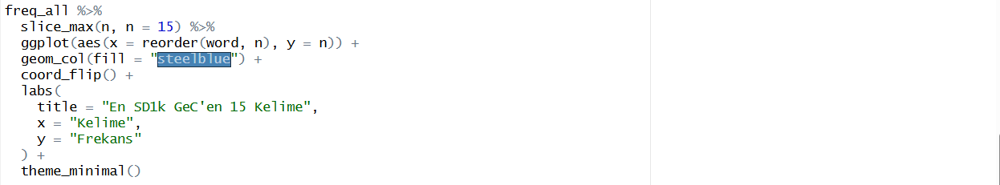 freq_all %>%
  slice_max(n, n = 15) %>%
  ggplot(aes(x = reorder(word, n), y = n)) +
  geom_col(fill = "steelblue") +
  coord_flip() +
  labs(
    title = "En SD1k GeC'en 15 Kelime",
    x = "Kelime",
    y = "Frekans"
  ) +
  theme_minimal()